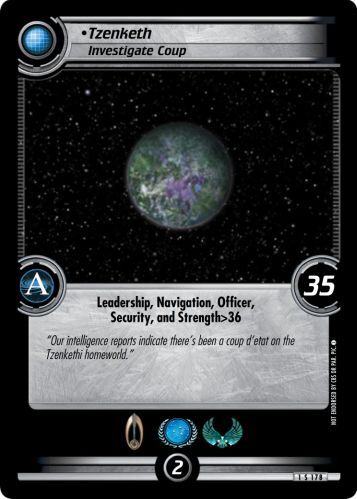 •Tzenketh
Investigate Coup
A
35
Leadership, Navigation, Officer,
Security, and Strength>36
"Our intelligence reports indicate there's been a coup d'etat on the
Tzenkethi homeworld."
NOT ENDORSED BY CBS OR PAR. PIC.
2
1 S 178